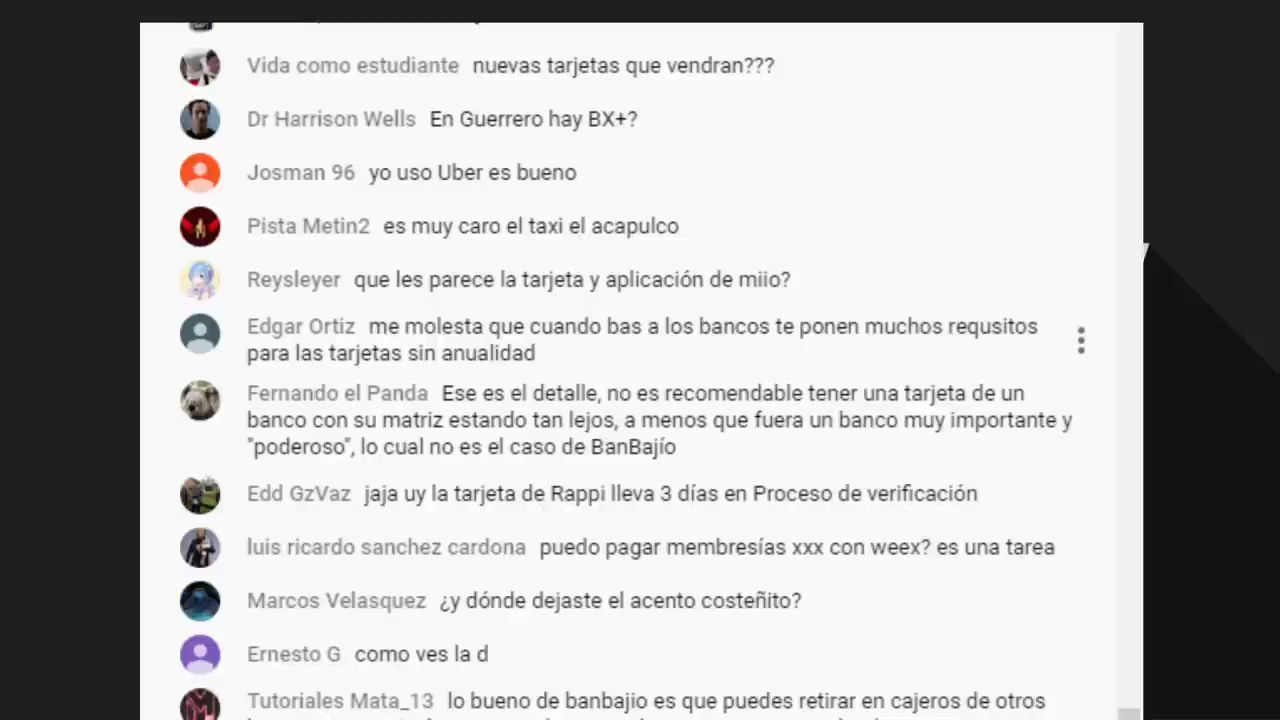 Vida como estudiante nuevas tarjetas que vendran???
Dr Harrison Wells En Guerrero hay BX+?
Josman 96 yo uso Uber es bueno
Pista Metin2 es muy caro el taxi el acapulco
Reysleyer que les parece la tarjeta y aplicación de miio?
Edgar Ortiz me molesta que cuando bas a los bancos te ponen muchos requsitos
para las tarjetas sin anualidad
Fernando el Panda Ese es el detalle, no es recomendable tener una tarjeta de un
banco con su matriz estando tan lejos, a menos que fuera un banco muy importante y
"poderoso", lo cual no es el caso de BanBajío
Edd GzVaz jaja uy la tarjeta de Rappi lleva 3 días en Proceso de verificación
luis ricardo sanchez cardona puedo pagar membresías xxx con weex? es una tarea
Marcos Velasquez ¿y dónde dejaste el acento costeñito?
Ernesto G como ves la d
Tutoriales Mata_13 lo bueno de banbajio es que puedes retirar en cajeros de otros